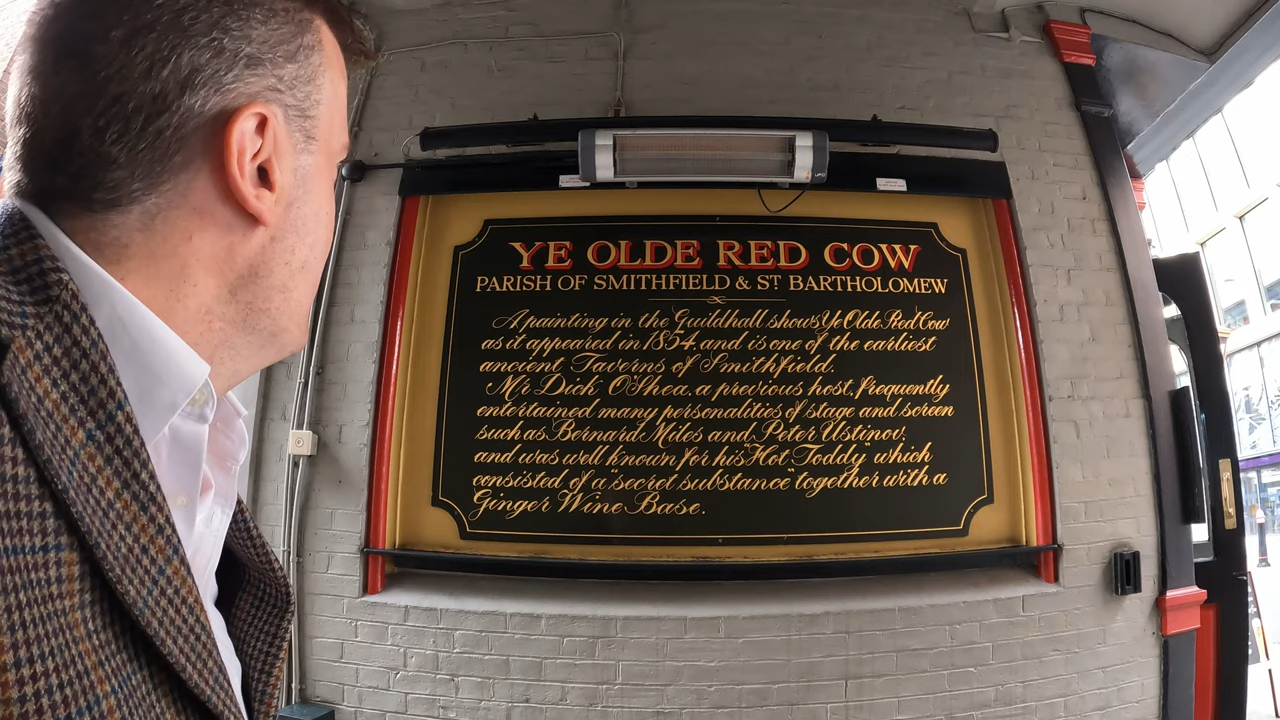 UFO
YE OLDE RED COW
PARISH OF SMITHFIELD & ST BARTHOLOMEW
A painting in the Guildhall shows Ye Olde Red Cow
as it appeared in 1854, and is one of the earliest
ancient Taverns of Smithfield.
Mr Dick O'Shea, a previous host, frequently
entertained many personalities of stage and screen
such as Bernard Miles and Peter Ustinov,
and was well known for his "Hot Toddy" which
consisted of a "secret substance" together with a
Ginger Wine Base.